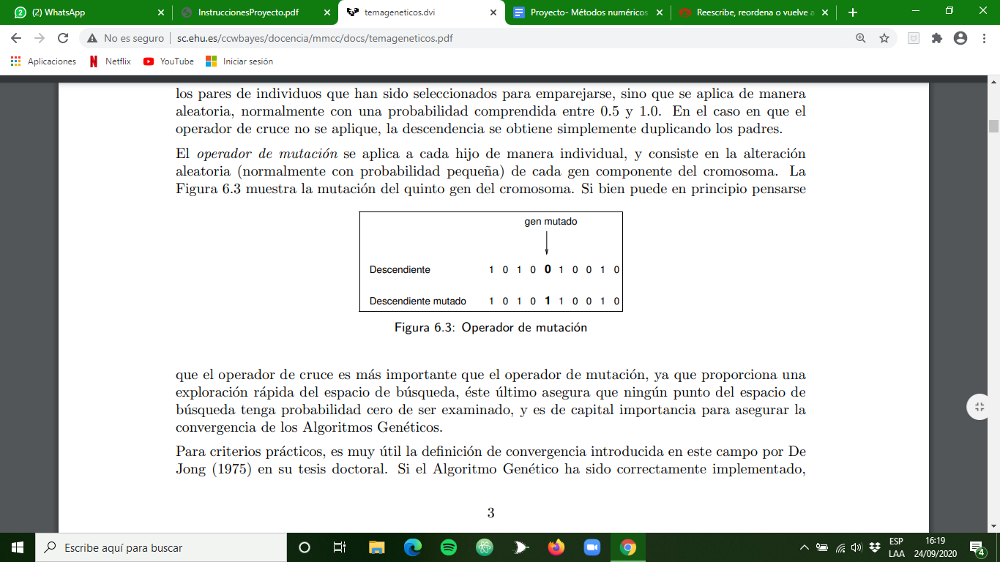 (2) WhatsApp
InstruccionesProyecto.pdf
temageneticos.dvi
Proyecto- Métodos numéricos
Reescribe, reordena o vuelve a
No es seguro
sc.ehu.es/ccwbayes/docencia/mmcc/docs/temageneticos.pdf
Aplicaciones
Netflix
YouTube
Iniciar sesión
los pares de individuos que han sido seleccionados para emparejarse, sino que se aplica de manera
aleatoria, normalmente con una probabilidad comprendida entre 0.5 y 1.0. En el caso en que el
operador de cruce no se aplique, la descendencia se obtiene simplemente duplicando los padres.
El operador de mutación se aplica a cada hijo de manera individual, y consiste en la alteración
aleatoria (normalmente con probabilidad pequeña) de cada gen componente del cromosoma. La
Figura 6.3 muestra la mutación del quinto gen del cromosoma. Si bien puede en principio pensarse
gen mutado
Descendiente 1 0 1 0 0 1 0 0 1 0
Descendiente mutado 1 0 1 0 1 1 0 0 1 0
Figura 6.3: Operador de mutación
que el operador de cruce es más importante que el operador de mutación, ya que proporciona una
exploración rápida del espacio de búsqueda, éste último asegura que ningún punto del espacio de
búsqueda tenga probabilidad cero de ser examinado, y es de capital importancia para asegurar la
convergencia de los Algoritmos Genéticos.
Para criterios prácticos, es muy útil la definición de convergencia introducida en este campo por De
Jong (1975) en su tesis doctoral. Si el Algoritmo Genético ha sido correctamente implementado,
3
Escribe aquí para buscar
ESP
LAA
16:19
24/09/2020
4